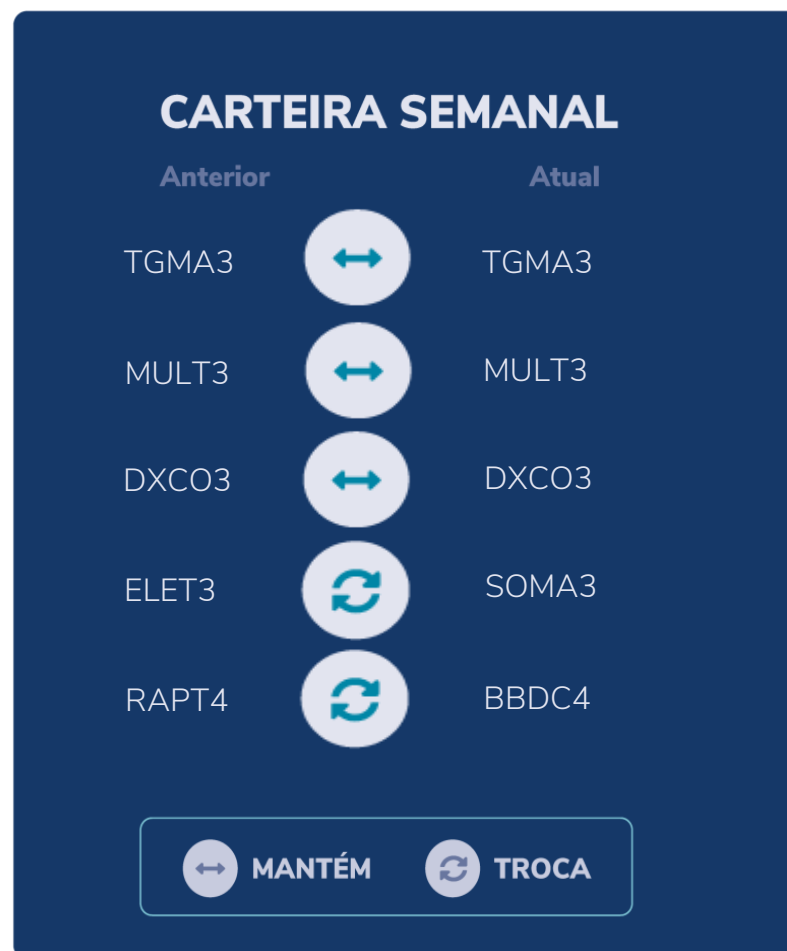 CARTEIRA SEMANAL
Anterior Atual
TGMA3 TGMA3
MULT3 MULT3
DXCO3 DXCO3
ELET3 SOMA3
RAPT4 BBDC4
MANTÉM TROCA